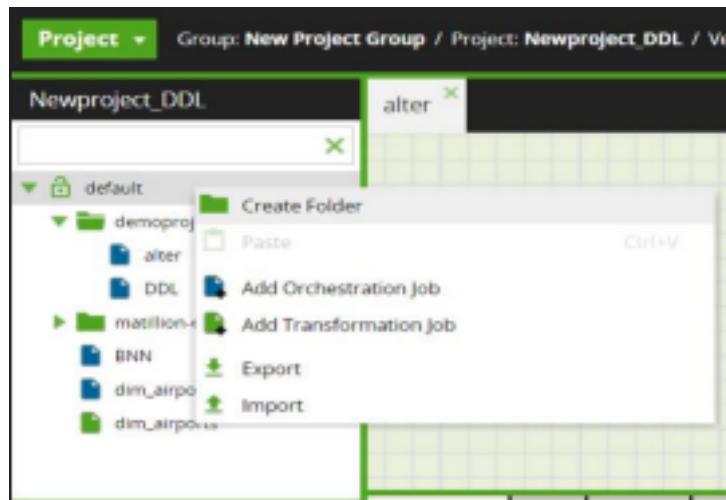 Project
Group: New Project Group / Project: Newproject_DDL /
Newproject_DDL
alter
default
Create Folder
Paste Ctrl+V
alter
DDL
Add Orchestration Job
Add Transformation Job
BNN
Export
Import
dim_airports